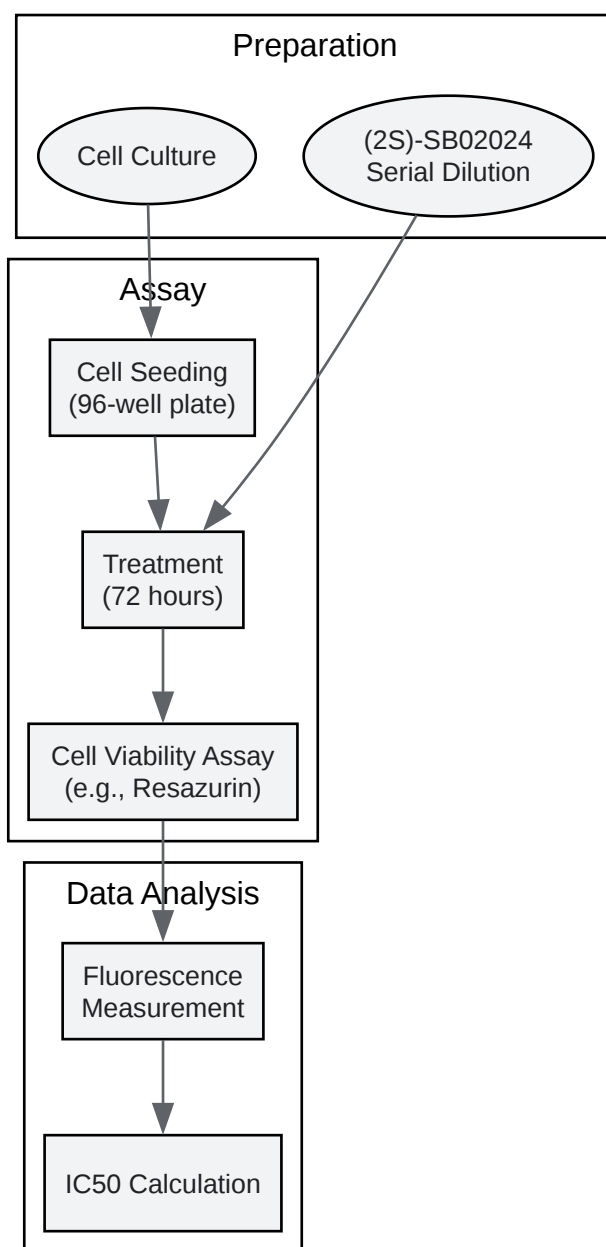 Preparation
Cell Culture
(2S)-SB02024
Serial Dilution
Assay
Cell Seeding
(96-well plate)
Treatment
(72 hours)
Cell Viability Assay
(e.g., Resazurin)
Data Analysis
Fluorescence
Measurement
IC50 Calculation